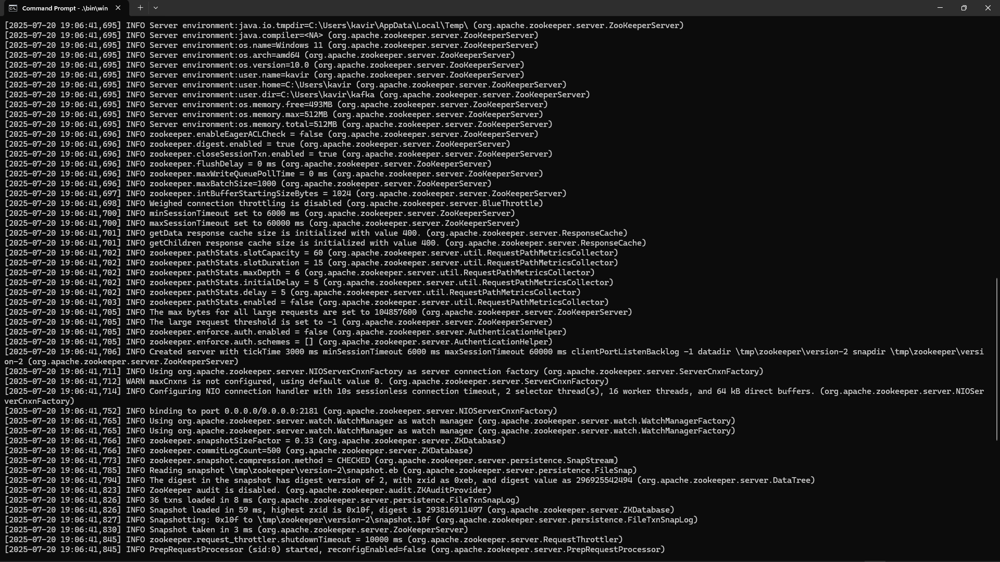 Command Prompt - .\bin\win
[2025-07-20 19:06:41,695] INFO Server environment:java.io.tmpdir=C:\Users\kavir\AppData\Local\Temp\ (org.apache.zookeeper.server.ZooKeeperServer)
[2025-07-20 19:06:41,695] INFO Server environment:java.compiler=<NA> (org.apache.zookeeper.server.ZooKeeperServer)
[2025-07-20 19:06:41,695] INFO Server environment:os.name=Windows 11 (org.apache.zookeeper.server.ZooKeeperServer)
[2025-07-20 19:06:41,695] INFO Server environment:os.arch=amd64 (org.apache.zookeeper.server.ZooKeeperServer)
[2025-07-20 19:06:41,695] INFO Server environment:os.version=10.0 (org.apache.zookeeper.server.ZooKeeperServer)
[2025-07-20 19:06:41,695] INFO Server environment:user.name=kavir (org.apache.zookeeper.server.ZooKeeperServer)
[2025-07-20 19:06:41,695] INFO Server environment:user.home=C:\Users\kavir (org.apache.zookeeper.server.ZooKeeperServer)
[2025-07-20 19:06:41,695] INFO Server environment:user.dir=C:\Users\kavir\kafka (org.apache.zookeeper.server.ZooKeeperServer)
[2025-07-20 19:06:41,695] INFO Server environment:os.memory.free=493MB (org.apache.zookeeper.server.ZooKeeperServer)
[2025-07-20 19:06:41,695] INFO Server environment:os.memory.max=512MB (org.apache.zookeeper.server.ZooKeeperServer)
[2025-07-20 19:06:41,695] INFO Server environment:os.memory.total=512MB (org.apache.zookeeper.server.ZooKeeperServer)
[2025-07-20 19:06:41,696] INFO zookeeper.enableEagerACLCheck = false (org.apache.zookeeper.server.ZooKeeperServer)
[2025-07-20 19:06:41,696] INFO zookeeper.digest.enabled = true (org.apache.zookeeper.server.ZooKeeperServer)
[2025-07-20 19:06:41,696] INFO zookeeper.closeSessionTxn.enabled = true (org.apache.zookeeper.server.ZooKeeperServer)
[2025-07-20 19:06:41,696] INFO zookeeper.flushDelay = 0 ms (org.apache.zookeeper.server.ZooKeeperServer)
[2025-07-20 19:06:41,696] INFO zookeeper.maxWriteQueuePollTime = 0 ms (org.apache.zookeeper.server.ZooKeeperServer)
[2025-07-20 19:06:41,696] INFO zookeeper.maxBatchSize=1000 (org.apache.zookeeper.server.ZooKeeperServer)
[2025-07-20 19:06:41,697] INFO zookeeper.intBufferStartingSizeBytes = 1024 (org.apache.zookeeper.server.ZooKeeperServer)
[2025-07-20 19:06:41,698] INFO Weighed connection throttling is disabled (org.apache.zookeeper.server.BlueThrottle)
[2025-07-20 19:06:41,700] INFO minSessionTimeout set to 6000 ms (org.apache.zookeeper.server.ZooKeeperServer)
[2025-07-20 19:06:41,700] INFO maxSessionTimeout set to 60000 ms (org.apache.zookeeper.server.ZooKeeperServer)
[2025-07-20 19:06:41,701] INFO getData response cache size is initialized with value 400. (org.apache.zookeeper.server.ResponseCache)
[2025-07-20 19:06:41,701] INFO getChildren response cache size is initialized with value 400. (org.apache.zookeeper.server.ResponseCache)
[2025-07-20 19:06:41,702] INFO zookeeper.pathStats.slotCapacity = 60 (org.apache.zookeeper.server.util.RequestPathMetricsCollector)
[2025-07-20 19:06:41,702] INFO zookeeper.pathStats.slotDuration = 15 (org.apache.zookeeper.server.util.RequestPathMetricsCollector)
[2025-07-20 19:06:41,702] INFO zookeeper.pathStats.maxDepth = 6 (org.apache.zookeeper.server.util.RequestPathMetricsCollector)
[2025-07-20 19:06:41,702] INFO zookeeper.pathStats.initialDelay = 5 (org.apache.zookeeper.server.util.RequestPathMetricsCollector)
[2025-07-20 19:06:41,702] INFO zookeeper.pathStats.delay = 5 (org.apache.zookeeper.server.util.RequestPathMetricsCollector)
[2025-07-20 19:06:41,703] INFO zookeeper.pathStats.enabled = false (org.apache.zookeeper.server.util.RequestPathMetricsCollector)
[2025-07-20 19:06:41,705] INFO The max bytes for all large requests are set to 104857600 (org.apache.zookeeper.server.ZooKeeperServer)
[2025-07-20 19:06:41,705] INFO The large request threshold is set to -1 (org.apache.zookeeper.server.ZooKeeperServer)
[2025-07-20 19:06:41,705] INFO zookeeper.enforce.auth.enabled = false (org.apache.zookeeper.server.AuthenticationHelper)
[2025-07-20 19:06:41,705] INFO zookeeper.enforce.auth.schemes = [] (org.apache.zookeeper.server.AuthenticationHelper)
[2025-07-20 19:06:41,706] INFO Created server with tickTime 3000 ms minSessionTimeout 6000 ms maxSessionTimeout 60000 ms clientPortListenBacklog -1 datadir \tmp\zookeeper\version-2 snapdir \tmp\zookeeper\versi
on-2 (org.apache.zookeeper.server.ZooKeeperServer)
[2025-07-20 19:06:41,711] INFO Using org.apache.zookeeper.server.NIOServerCnxnFactory as server connection factory (org.apache.zookeeper.server.ServerCnxnFactory)
[2025-07-20 19:06:41,712] WARN maxCnxns is not configured, using default value 0. (org.apache.zookeeper.server.ServerCnxnFactory)
[2025-07-20 19:06:41,714] INFO Configuring NIO connection handler with 10s sessionless connection timeout, 2 selector thread(s), 16 worker threads, and 64 kB direct buffers. (org.apache.zookeeper.server.NIOSer
verCnxnFactory)
[2025-07-20 19:06:41,752] INFO binding to port 0.0.0.0/0.0.0.0:2181 (org.apache.zookeeper.server.NIOServerCnxnFactory)
[2025-07-20 19:06:41,765] INFO Using org.apache.zookeeper.server.watch.WatchManager as watch manager (org.apache.zookeeper.server.watch.WatchManagerFactory)
[2025-07-20 19:06:41,765] INFO Using org.apache.zookeeper.server.watch.WatchManager as watch manager (org.apache.zookeeper.server.watch.WatchManagerFactory)
[2025-07-20 19:06:41,766] INFO zookeeper.snapshotSizeFactor = 0.33 (org.apache.zookeeper.server.ZKDatabase)
[2025-07-20 19:06:41,766] INFO zookeeper.commitLogCount=500 (org.apache.zookeeper.server.ZKDatabase)
[2025-07-20 19:06:41,773] INFO zookeeper.snapshot.compression.method = CHECKED (org.apache.zookeeper.server.persistence.SnapStream)
[2025-07-20 19:06:41,785] INFO Reading snapshot \tmp\zookeeper\version-2\snapshot.eb (org.apache.zookeeper.server.persistence.FileSnap)
[2025-07-20 19:06:41,794] INFO The digest in the snapshot has digest version of 2, with zxid as 0xeb, and digest value as 296925542494 (org.apache.zookeeper.server.DataTree)
[2025-07-20 19:06:41,823] INFO ZooKeeper audit is disabled. (org.apache.zookeeper.audit.ZKAuditProvider)
[2025-07-20 19:06:41,826] INFO 36 txns loaded in 8 ms (org.apache.zookeeper.server.persistence.FileTxnSnapLog)
[2025-07-20 19:06:41,826] INFO Snapshot loaded in 59 ms, highest zxid is 0x10f, digest is 293816911497 (org.apache.zookeeper.server.ZKDatabase)
[2025-07-20 19:06:41,827] INFO Snapshotting: 0x10f to \tmp\zookeeper\version-2\snapshot.10f (org.apache.zookeeper.server.persistence.FileTxnSnapLog)
[2025-07-20 19:06:41,830] INFO Snapshot taken in 3 ms (org.apache.zookeeper.server.ZooKeeperServer)
[2025-07-20 19:06:41,845] INFO zookeeper.request_throttler.shutdownTimeout = 10000 ms (org.apache.zookeeper.server.RequestThrottler)
[2025-07-20 19:06:41,845] INFO PrepRequestProcessor (sid:0) started, reconfigEnabled=false (org.apache.zookeeper.server.PrepRequestProcessor)